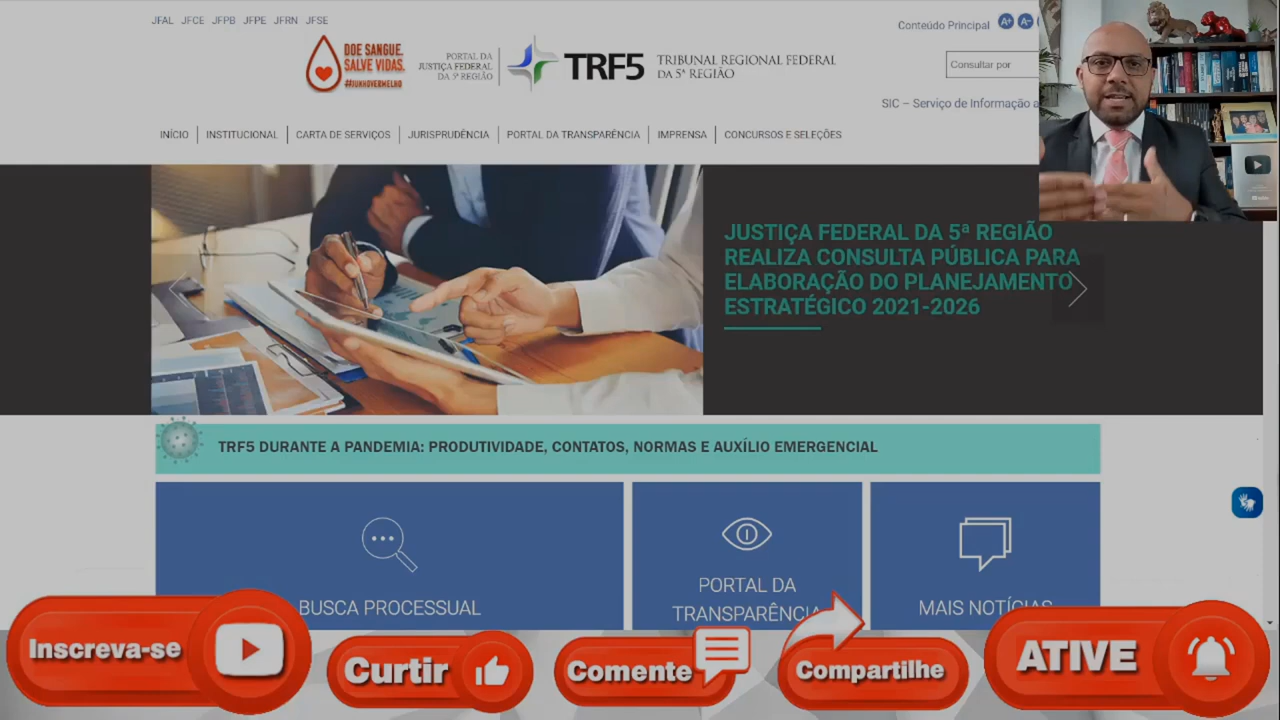 JFAL JFCE JFPB JFPE JFRN JFSE
Conteúdo Principal A+ A-
DOE SANGUE.
SALVE VIDAS.
#JUNHOVERMELHO
PORTAL DA
JUSTIÇA FEDERAL
DA 5ª REGIÃO
TRF5
TRIBUNAL REGIONAL FEDERAL
DA 5ª REGIÃO
Consultar por
SIC – Serviço de Informação a
INÍCIO
INSTITUCIONAL
CARTA DE SERVIÇOS
JURISPRUDÊNCIA
PORTAL DA TRANSPARÊNCIA
IMPRENSA
CONCURSOS E SELEÇÕES
JUSTIÇA FEDERAL DA 5ª REGIÃO
REALIZA CONSULTA PÚBLICA PARA
ELABORAÇÃO DO PLANEJAMENTO
ESTRATÉGICO 2021-2026
TRF5 DURANTE A PANDEMIA: PRODUTIVIDADE, CONTATOS, NORMAS E AUXÍLIO EMERGENCIAL
BUSCA PROCESSUAL
PORTAL DA
TRANSPARÊNCIA
MAIS NOTÍCIAS
Inscreva-se
Curtir
Comente
Compartilhe
ATIVE